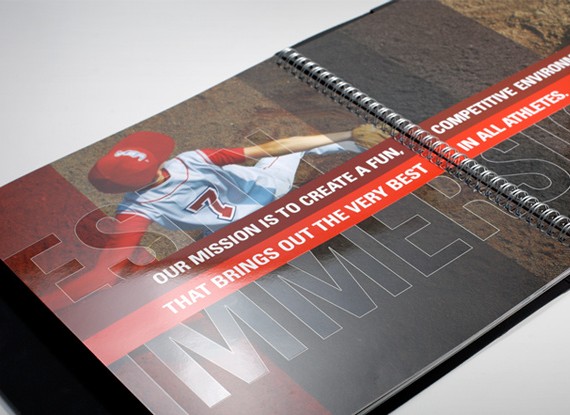 7
OUR MISSION IS TO CREATE A FUN, COMPETITIVE
THAT BRINGS OUT THE VERY BEST IN ALL ATHLETES.